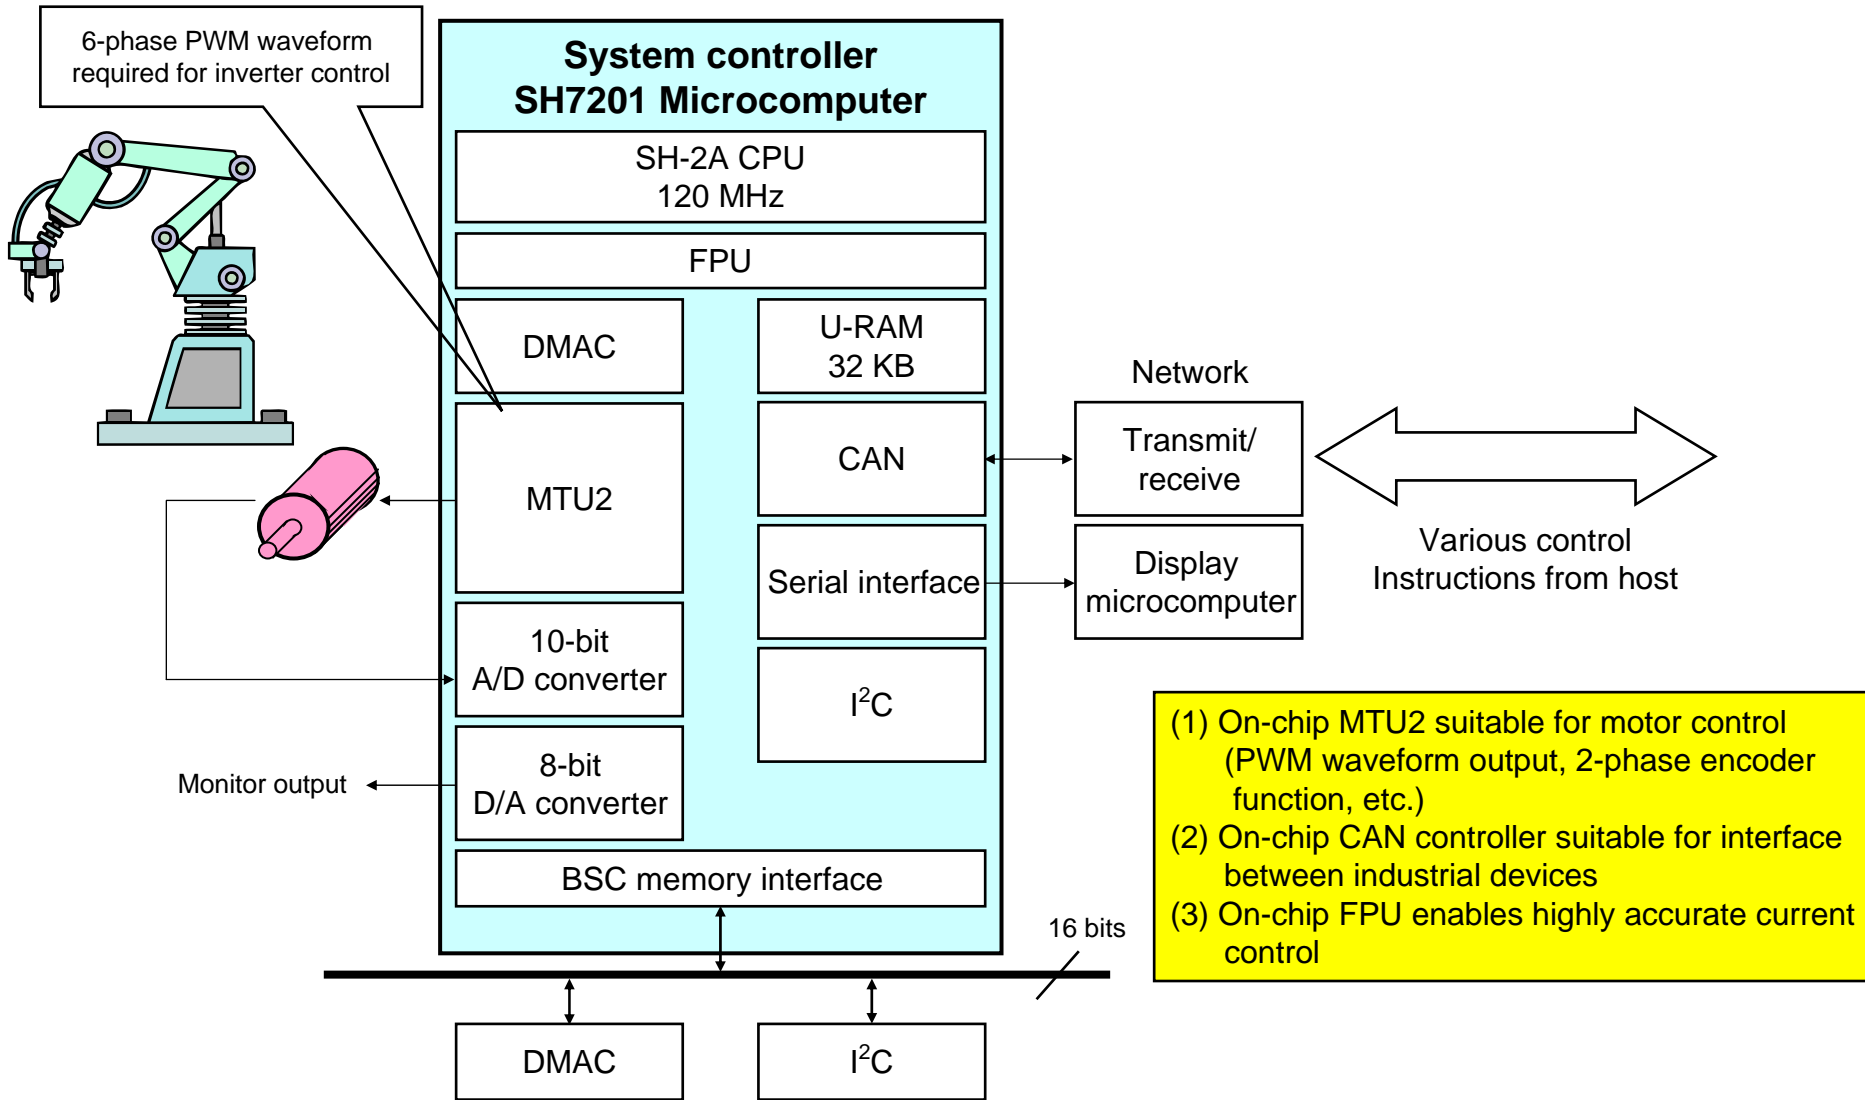 6-phase PWM waveform
required for inverter control
System controller
SH7201 Microcomputer
SH-2A CPU
120 MHz
FPU
DMAC
U-RAM
32 KB
MTU2
CAN
Serial interface
10-bit
A/D converter
I²C
8-bit
D/A converter
Monitor output
BSC memory interface
16 bits
DMAC
I²C
Network
Transmit/
receive
Display
microcomputer
Various control
Instructions from host
(1) On-chip MTU2 suitable for motor control
(PWM waveform output, 2-phase encoder
function, etc.)
(2) On-chip CAN controller suitable for interface
between industrial devices
(3) On-chip FPU enables highly accurate current
control